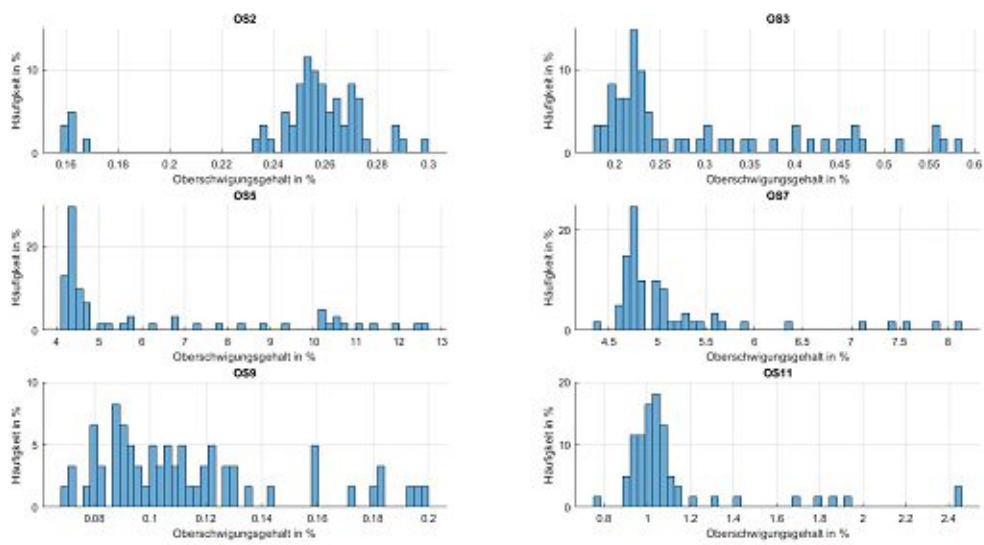 OS2
Häufigkeit in %
10
0
0.16 0.18 0.2 0.22 0.24 0.26 0.28 0.3
Oberschwigungsgehalt in %
OS3
Häufigkeit in %
10
0
0.2 0.25 0.3 0.35 0.4 0.45 0.5 0.55 0.6
Oberschwigungsgehalt in %
OS5
Häufigkeit in %
20
0
4 5 6 7 8 9 10 11 12 13
Oberschwigungsgehalt in %
OS7
Häufigkeit in %
20
0
4.5 5 5.5 6 6.5 7 7.5 8
Oberschwigungsgehalt in %
OS9
Häufigkeit in %
10
5
0
0.08 0.1 0.12 0.14 0.16 0.18 0.2
Oberschwigungsgehalt in %
OS11
Häufigkeit in %
20
10
0
0.8 1 1.2 1.4 1.6 1.8 2 2.2 2.4
Oberschwigungsgehalt in %